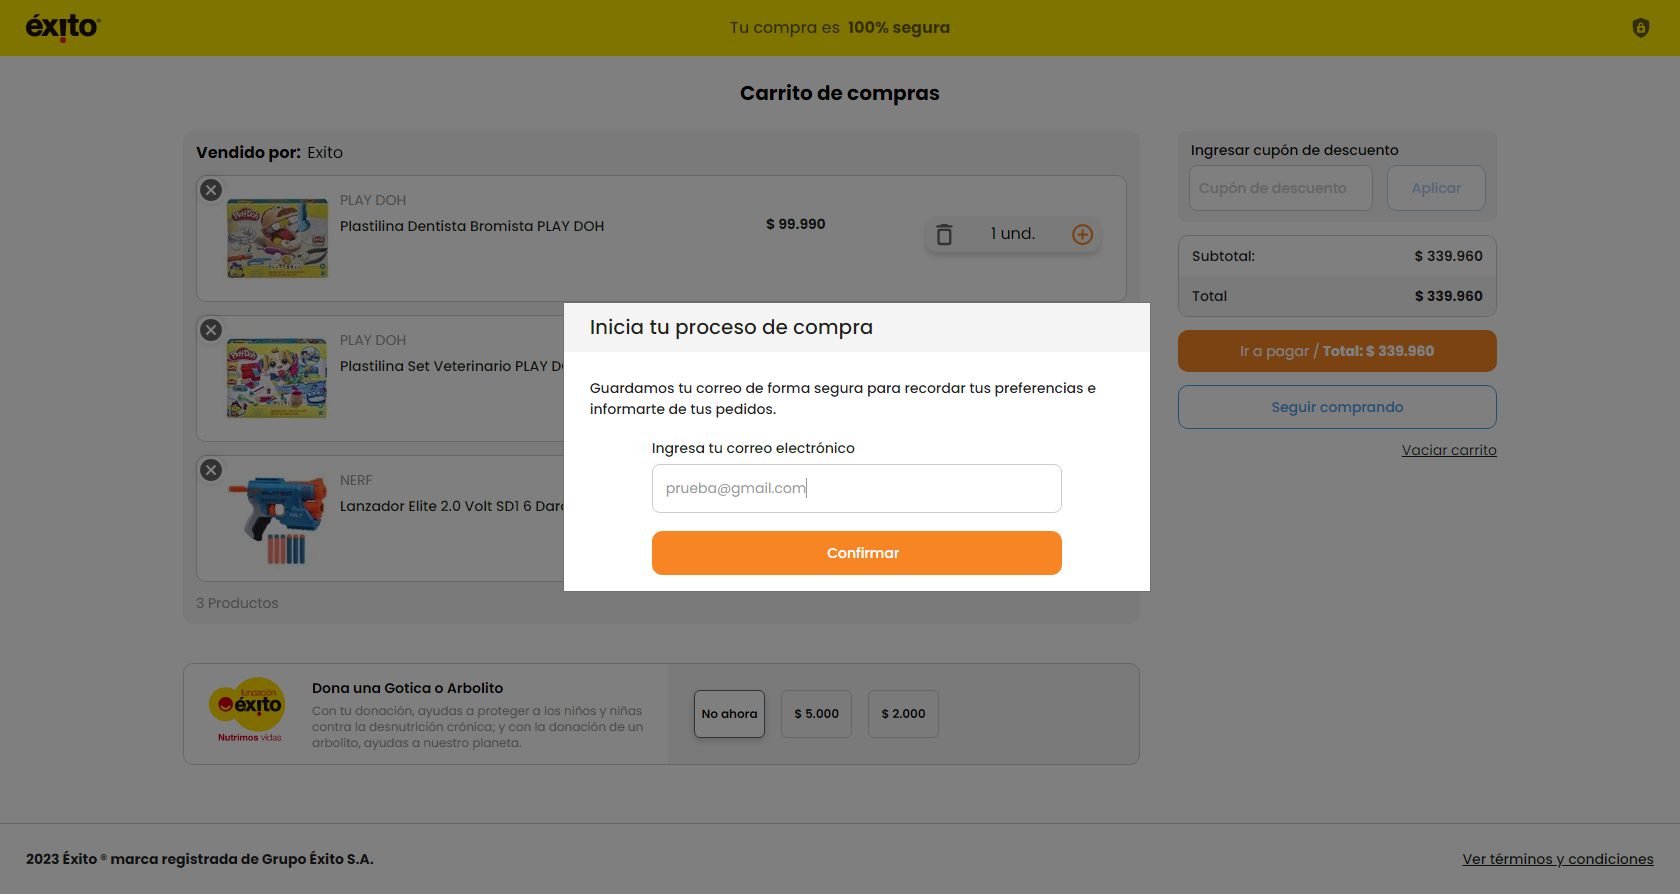 éxito
Tu compra es 100% segura
Carrito de compras
Vendido por: Exito
PLAY DOH
Plastilina Dentista Bromista PLAY DOH
$ 99.990
1 und.
PLAY DOH
Plastilina Set Veterinario PLAY D
NERF
Lanzador Elite 2.0 Volt SD1 6 Dar
3 Productos
Ingresar cupón de descuento
Cupón de descuento
Aplicar
Subtotal: $ 339.960
Total $ 339.960
Ir a pagar / Total: $ 339.960
Seguir comprando
Vaciar carrito
Inicia tu proceso de compra
Guardamos tu correo de forma segura para recordar tus preferencias e
informarte de tus pedidos.
Ingresa tu correo electrónico
prueba@gmail.com
Confirmar
fundación
éxito
Nutrimos vidas
Dona una Gotica o Arbolito
Con tu donación, ayudas a proteger a los niños y niñas
contra la desnutrición crónica; y con la donación de un
arbolito, ayudas a nuestro planeta.
No ahora
$ 5.000
$ 2.000
2023 Éxito ® marca registrada de Grupo Éxito S.A.
Ver términos y condiciones